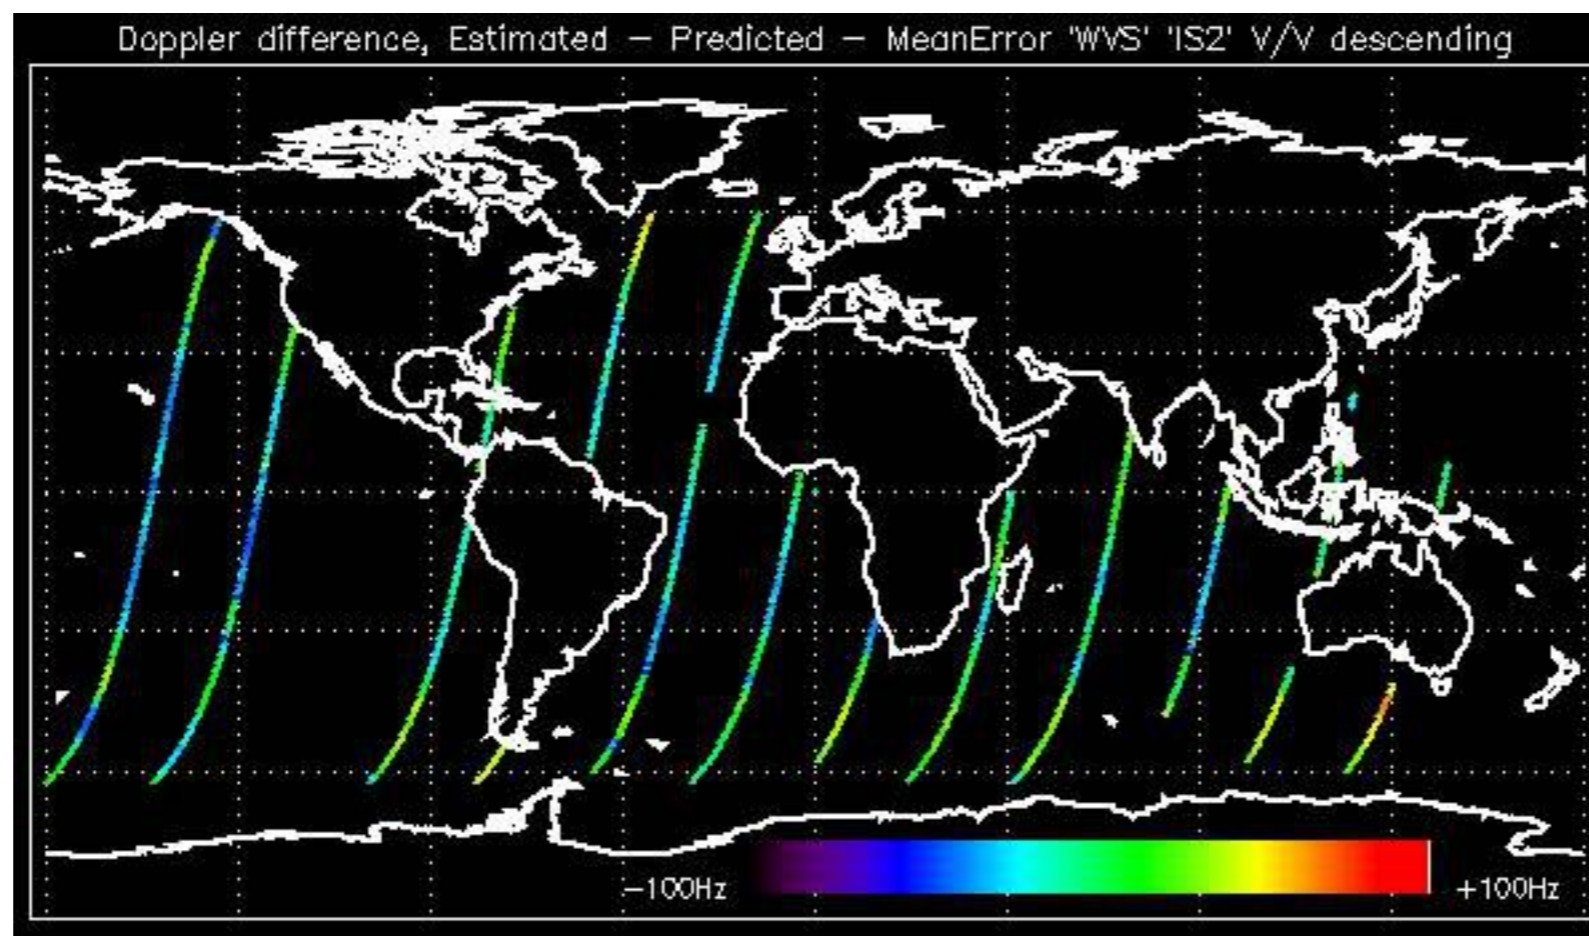 Doppler difference, Estimated - Predicted - MeanError 'WVS' 'IS2' V/V descending
-100Hz +100Hz